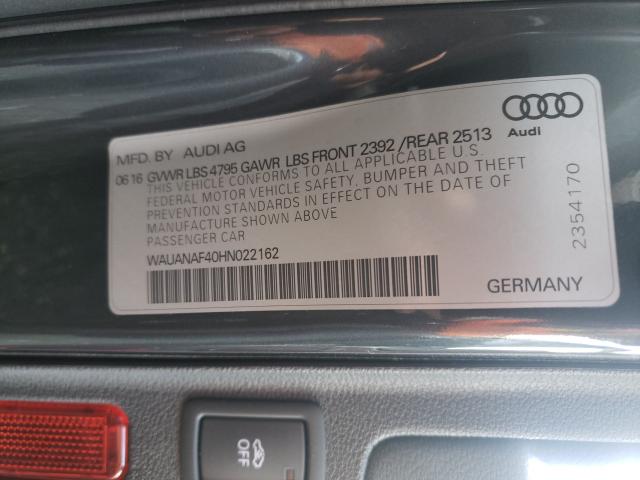 MFD. BY AUDI AG
06 16 GVWR LBS 4795 GAWR LBS FRONT 2392 /REAR 2513
THIS VEHICLE CONFORMS TO ALL APPLICABLE U.S.
FEDERAL MOTOR VEHICLE SAFETY, BUMPER AND THEFT
PREVENTION STANDARDS IN EFFECT ON THE DATE OF
MANUFACTURE SHOWN ABOVE
PASSENGER CAR
WAUANAF40HN022162
Audi
2354170
GERMANY
OFF